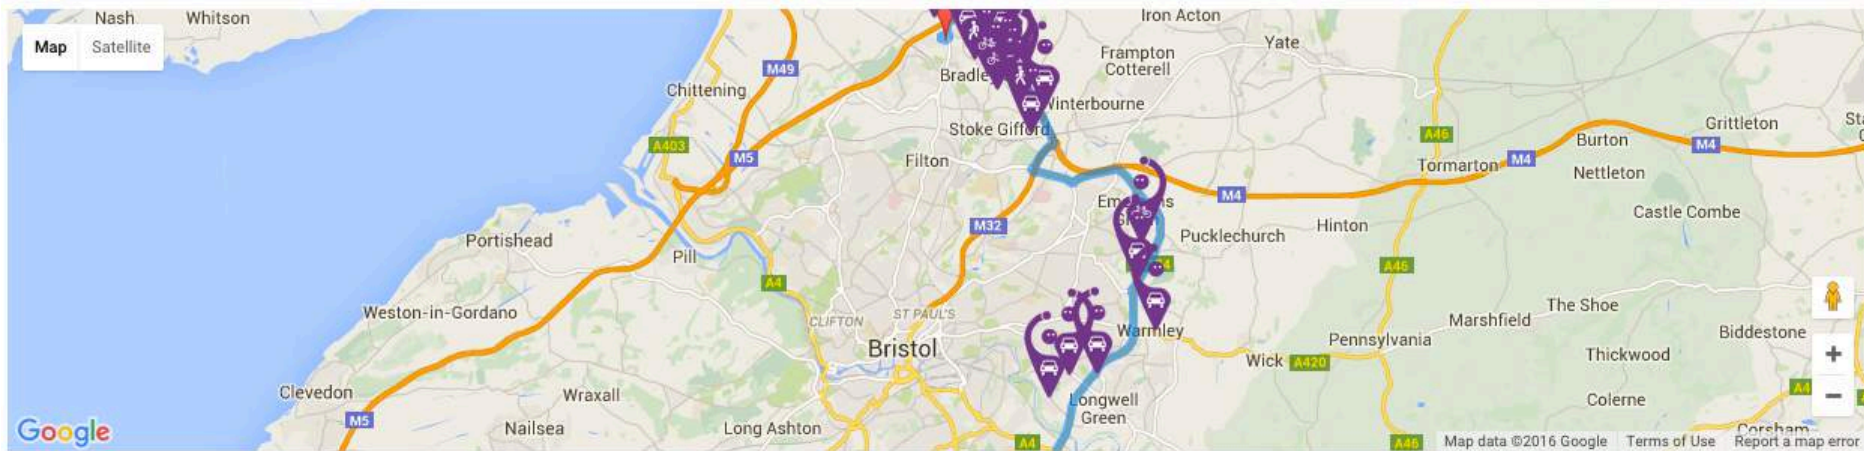 Nash
Whitson
Iron Acton
Map
Satellite
Yate
Frampton
Cotterell
M49
Chittening
Winterbourne
Stoke Gifford
Grittleton
A46
A403
M5
Filton
Burton
M4
Tormarton
M4
Nettleton
M4
M32
Castle Combe
Hinton
Pucklechurch
Portishead
Pill
A46
A4
The Shoe
Weston-in-Gordano
CLIFTON
ST PAUL'S
Marshfield
Warmley
Pennsylvania
Biddestone
Bristol
Wick
A420
Thickwood
Clevedon
Wraxall
Longwell
Green
Colerne
M5
Nailsea
Long Ashton
Corsham
Google
A4
A46
Map data ©2016 Google
Terms of Use
Report a map error